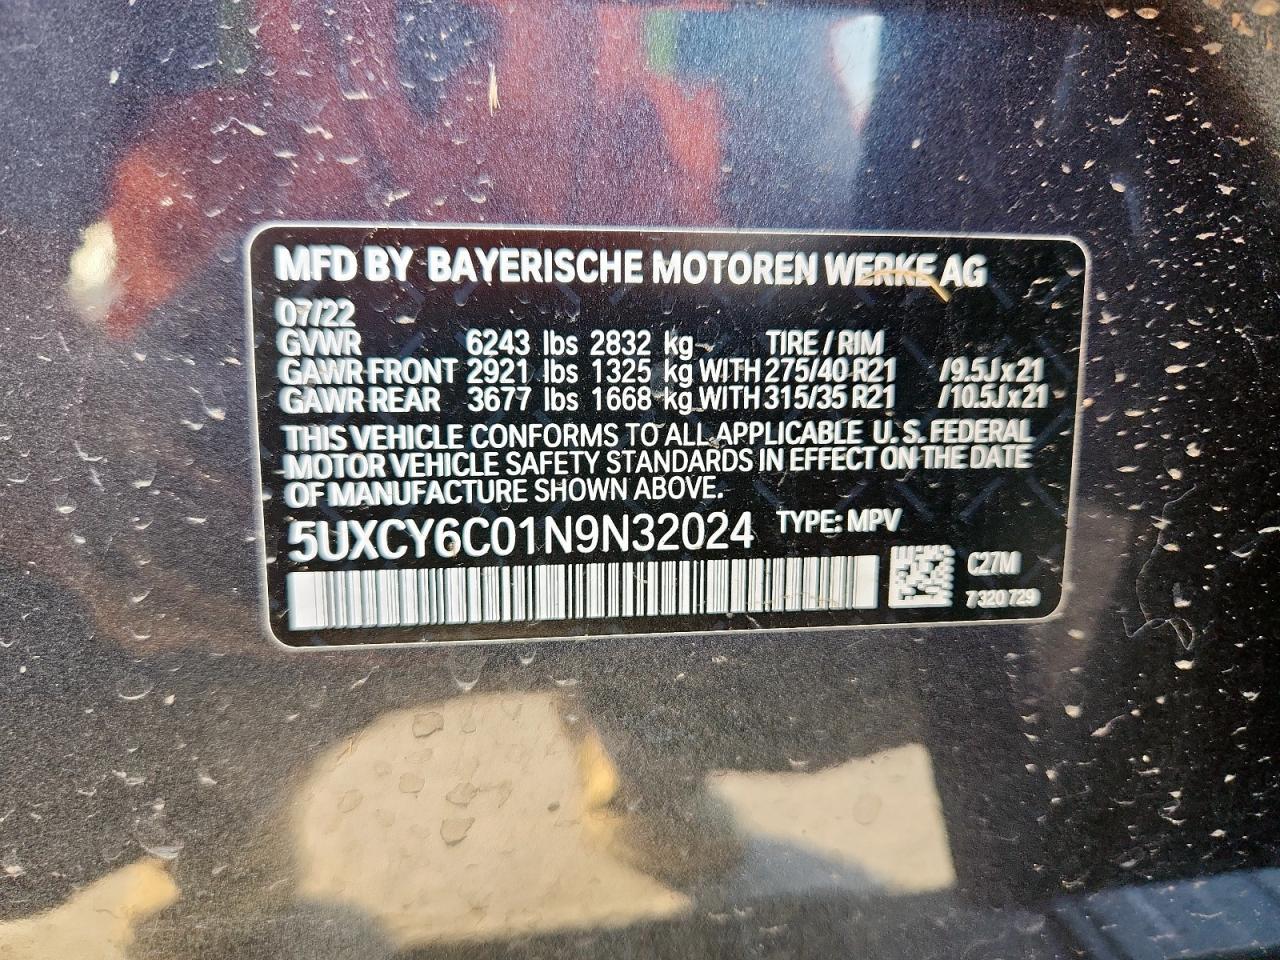 MFD BY BAYERISCHE MOTOREN WERKE AG
07/22
GVWR 6243 lbs 2832 kg TIRE / RIM
GAWR FRONT 2921 lbs 1325 kg WITH 275/40 R21 /9.5Jx21
GAWR REAR 3677 lbs 1668 kg WITH 315/35 R21 /10.5Jx21
THIS VEHICLE CONFORMS TO ALL APPLICABLE U.S. FEDERAL
MOTOR VEHICLE SAFETY STANDARDS IN EFFECT ON THE DATE
OF MANUFACTURE SHOWN ABOVE.
5UXCY6C01N9N32024 TYPE: MPV
C27M
7 320 729